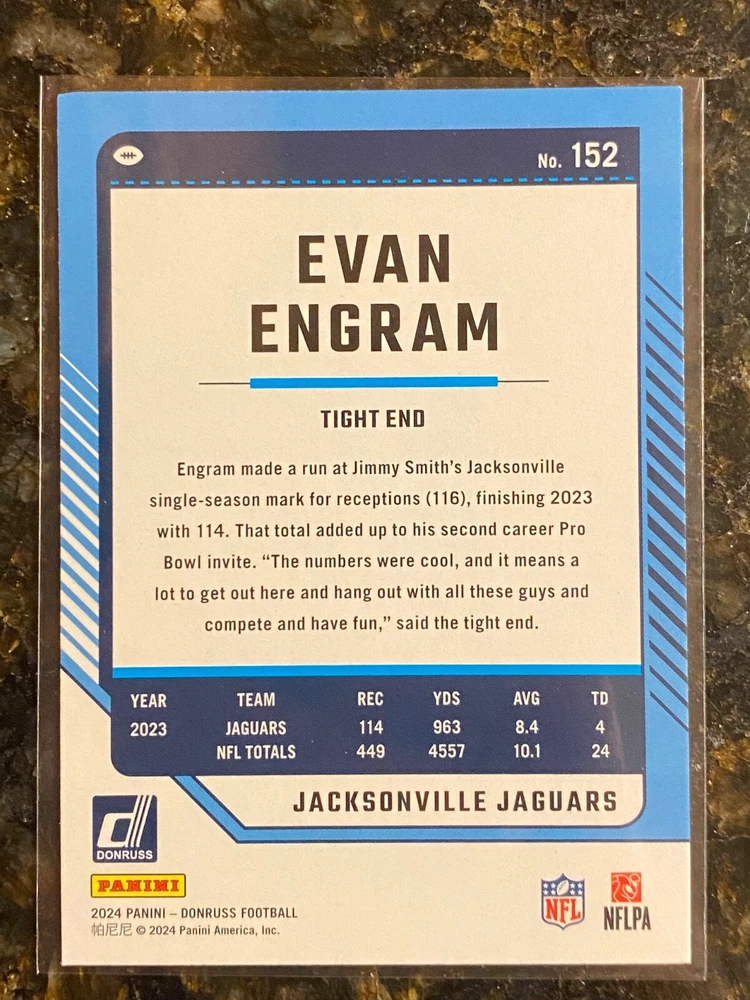 No. 152
EVAN
ENGRAM
TIGHT END
Engram made a run at Jimmy Smith's Jacksonville
single-season mark for receptions (116), finishing 2023
with 114. That total added up to his second career Pro
Bowl invite. “The numbers were cool, and it means a
lot to get out here and hang out with all these guys and
compete and have fun,” said the tight end.
YEAR TEAM REC YDS AVG TD
2023 JAGUARS 114 963 8.4 4
NFL TOTALS 449 4557 10.1 24
JACKSONVILLE JAGUARS
DONRUSS
PANINI
2024 PANINI – DONRUSS FOOTBALL
帕尼尼 © 2024 Panini America, Inc.
NFL
NFLPA